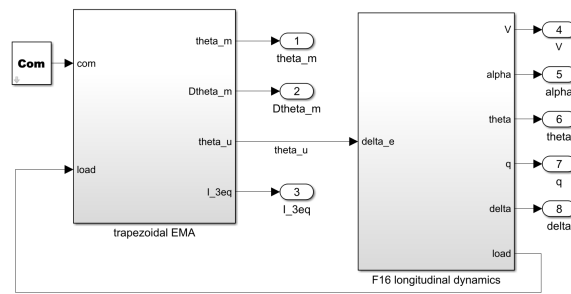 Com
com
load
theta_m
Dtheta_m
theta_u
I_3eq
trapezoidal EMA
1
theta_m
2
Dtheta_m
theta_u
3
I_3eq
delta_e
V
alpha
theta
q
delta
load
F16 longitudinal dynamics
4
V
5
alpha
6
theta
7
q
8
delta